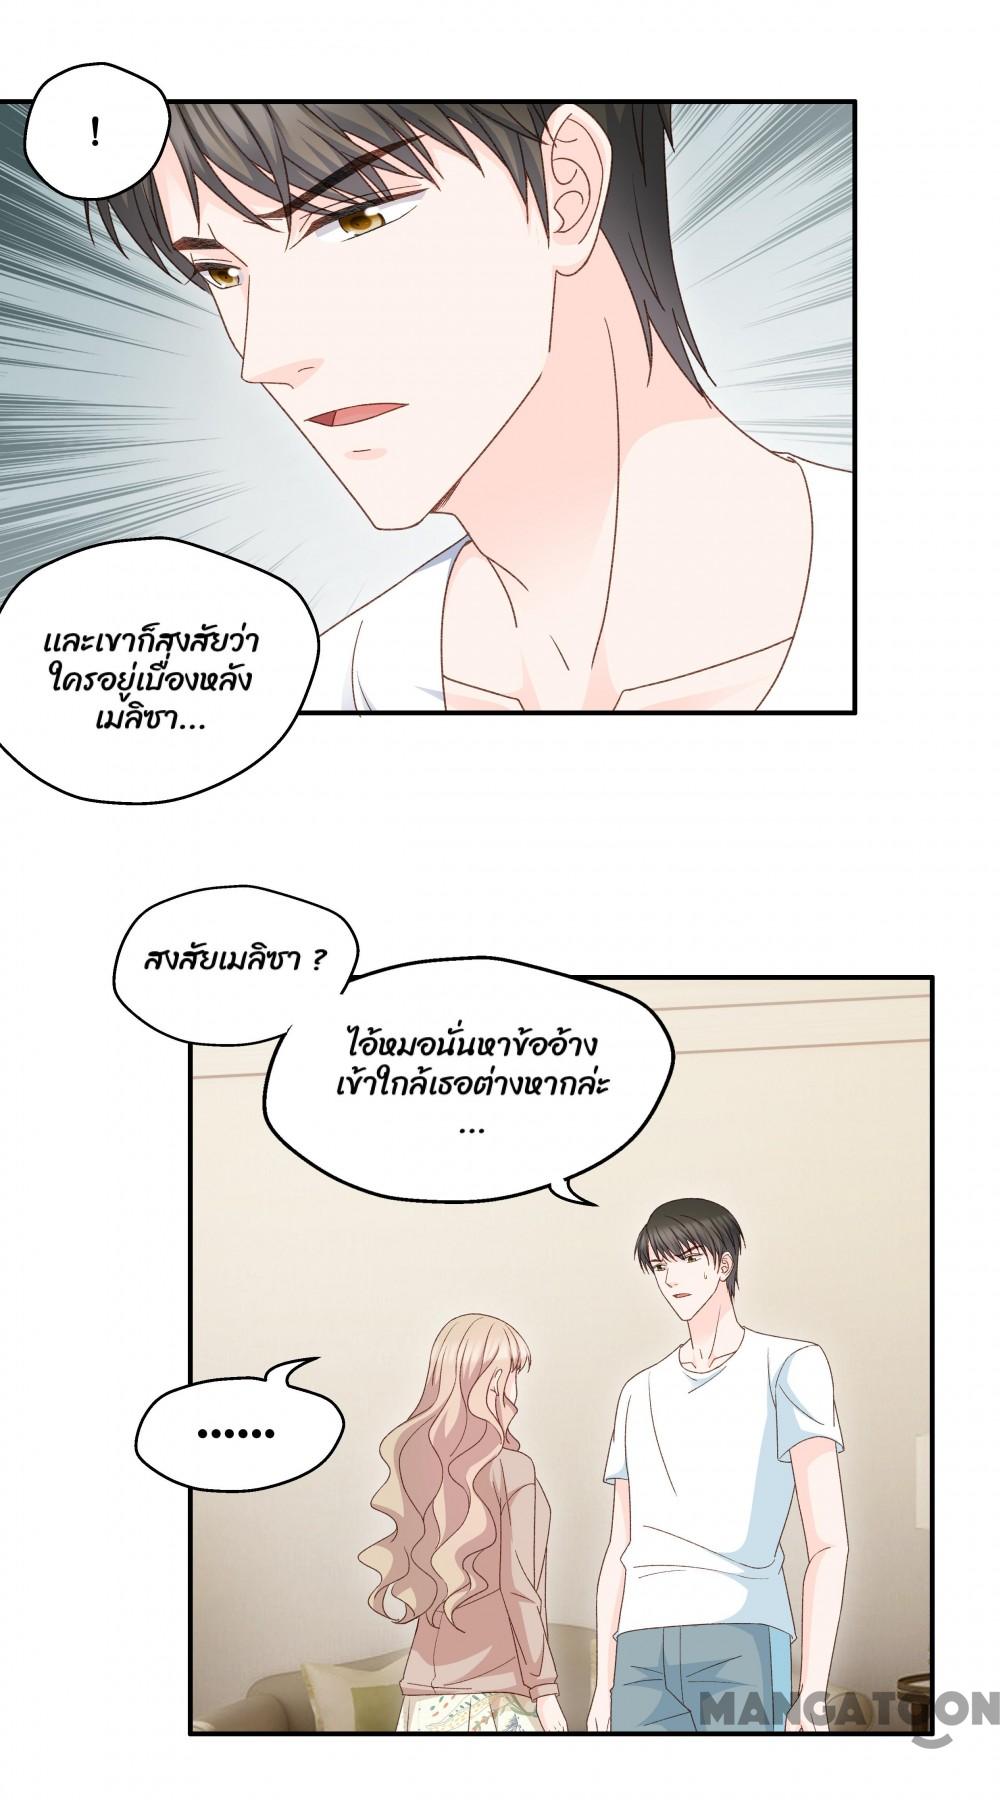 !
และเขาก็สงสัยว่า
ใครอยู่เบื้องหลัง
เมลิซา...
สงสัยเมลิซา ?
ไอ้หมอนั่นหาข้ออ้าง
เข้าใกล้เธอต่างหากล่ะ
...
......
MANGATOON